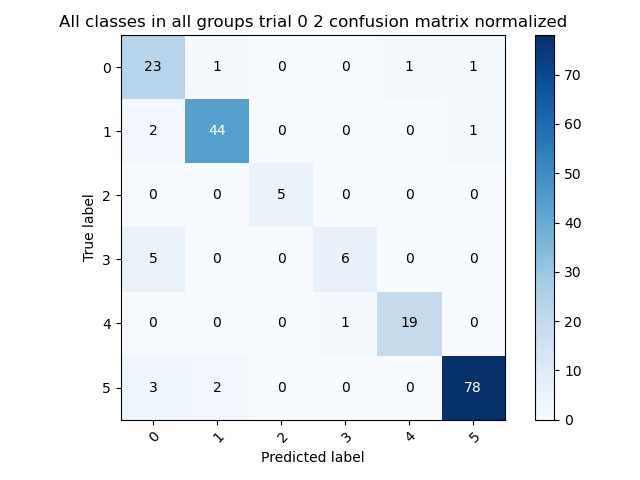 All classes in all groups trial 0 2 confusion matrix normalized
0 23 1 0 0 1 1
1 2 44 0 0 0 1
2 0 0 5 0 0 0
3 5 0 0 6 0 0
4 0 0 0 1 19 0
5 3 2 0 0 0 78
0 1 2 3 4 5
True label
Predicted label
70
60
50
40
30
20
10
0